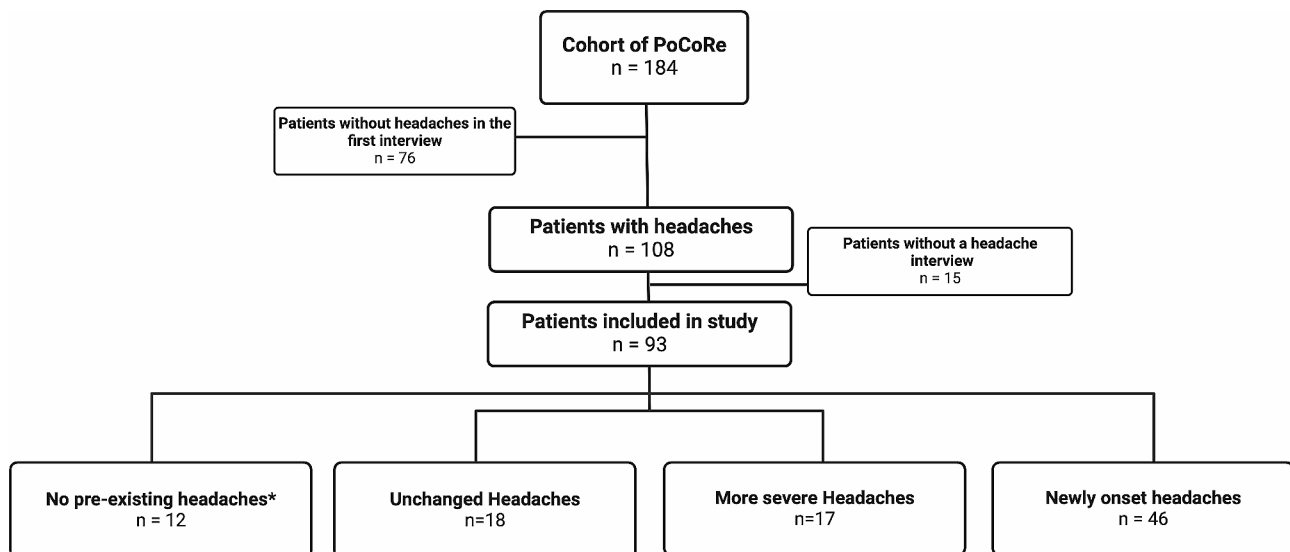 Cohort of PoCoRe
n = 184
Patients without headaches in the
first interview
n = 76
Patients with headaches
n = 108
Patients without a headache
interview
n = 15
Patients included in study
n = 93
No pre-existing headaches*
n = 12
Unchanged Headaches
n=18
More severe Headaches
n=17
Newly onset headaches
n = 46